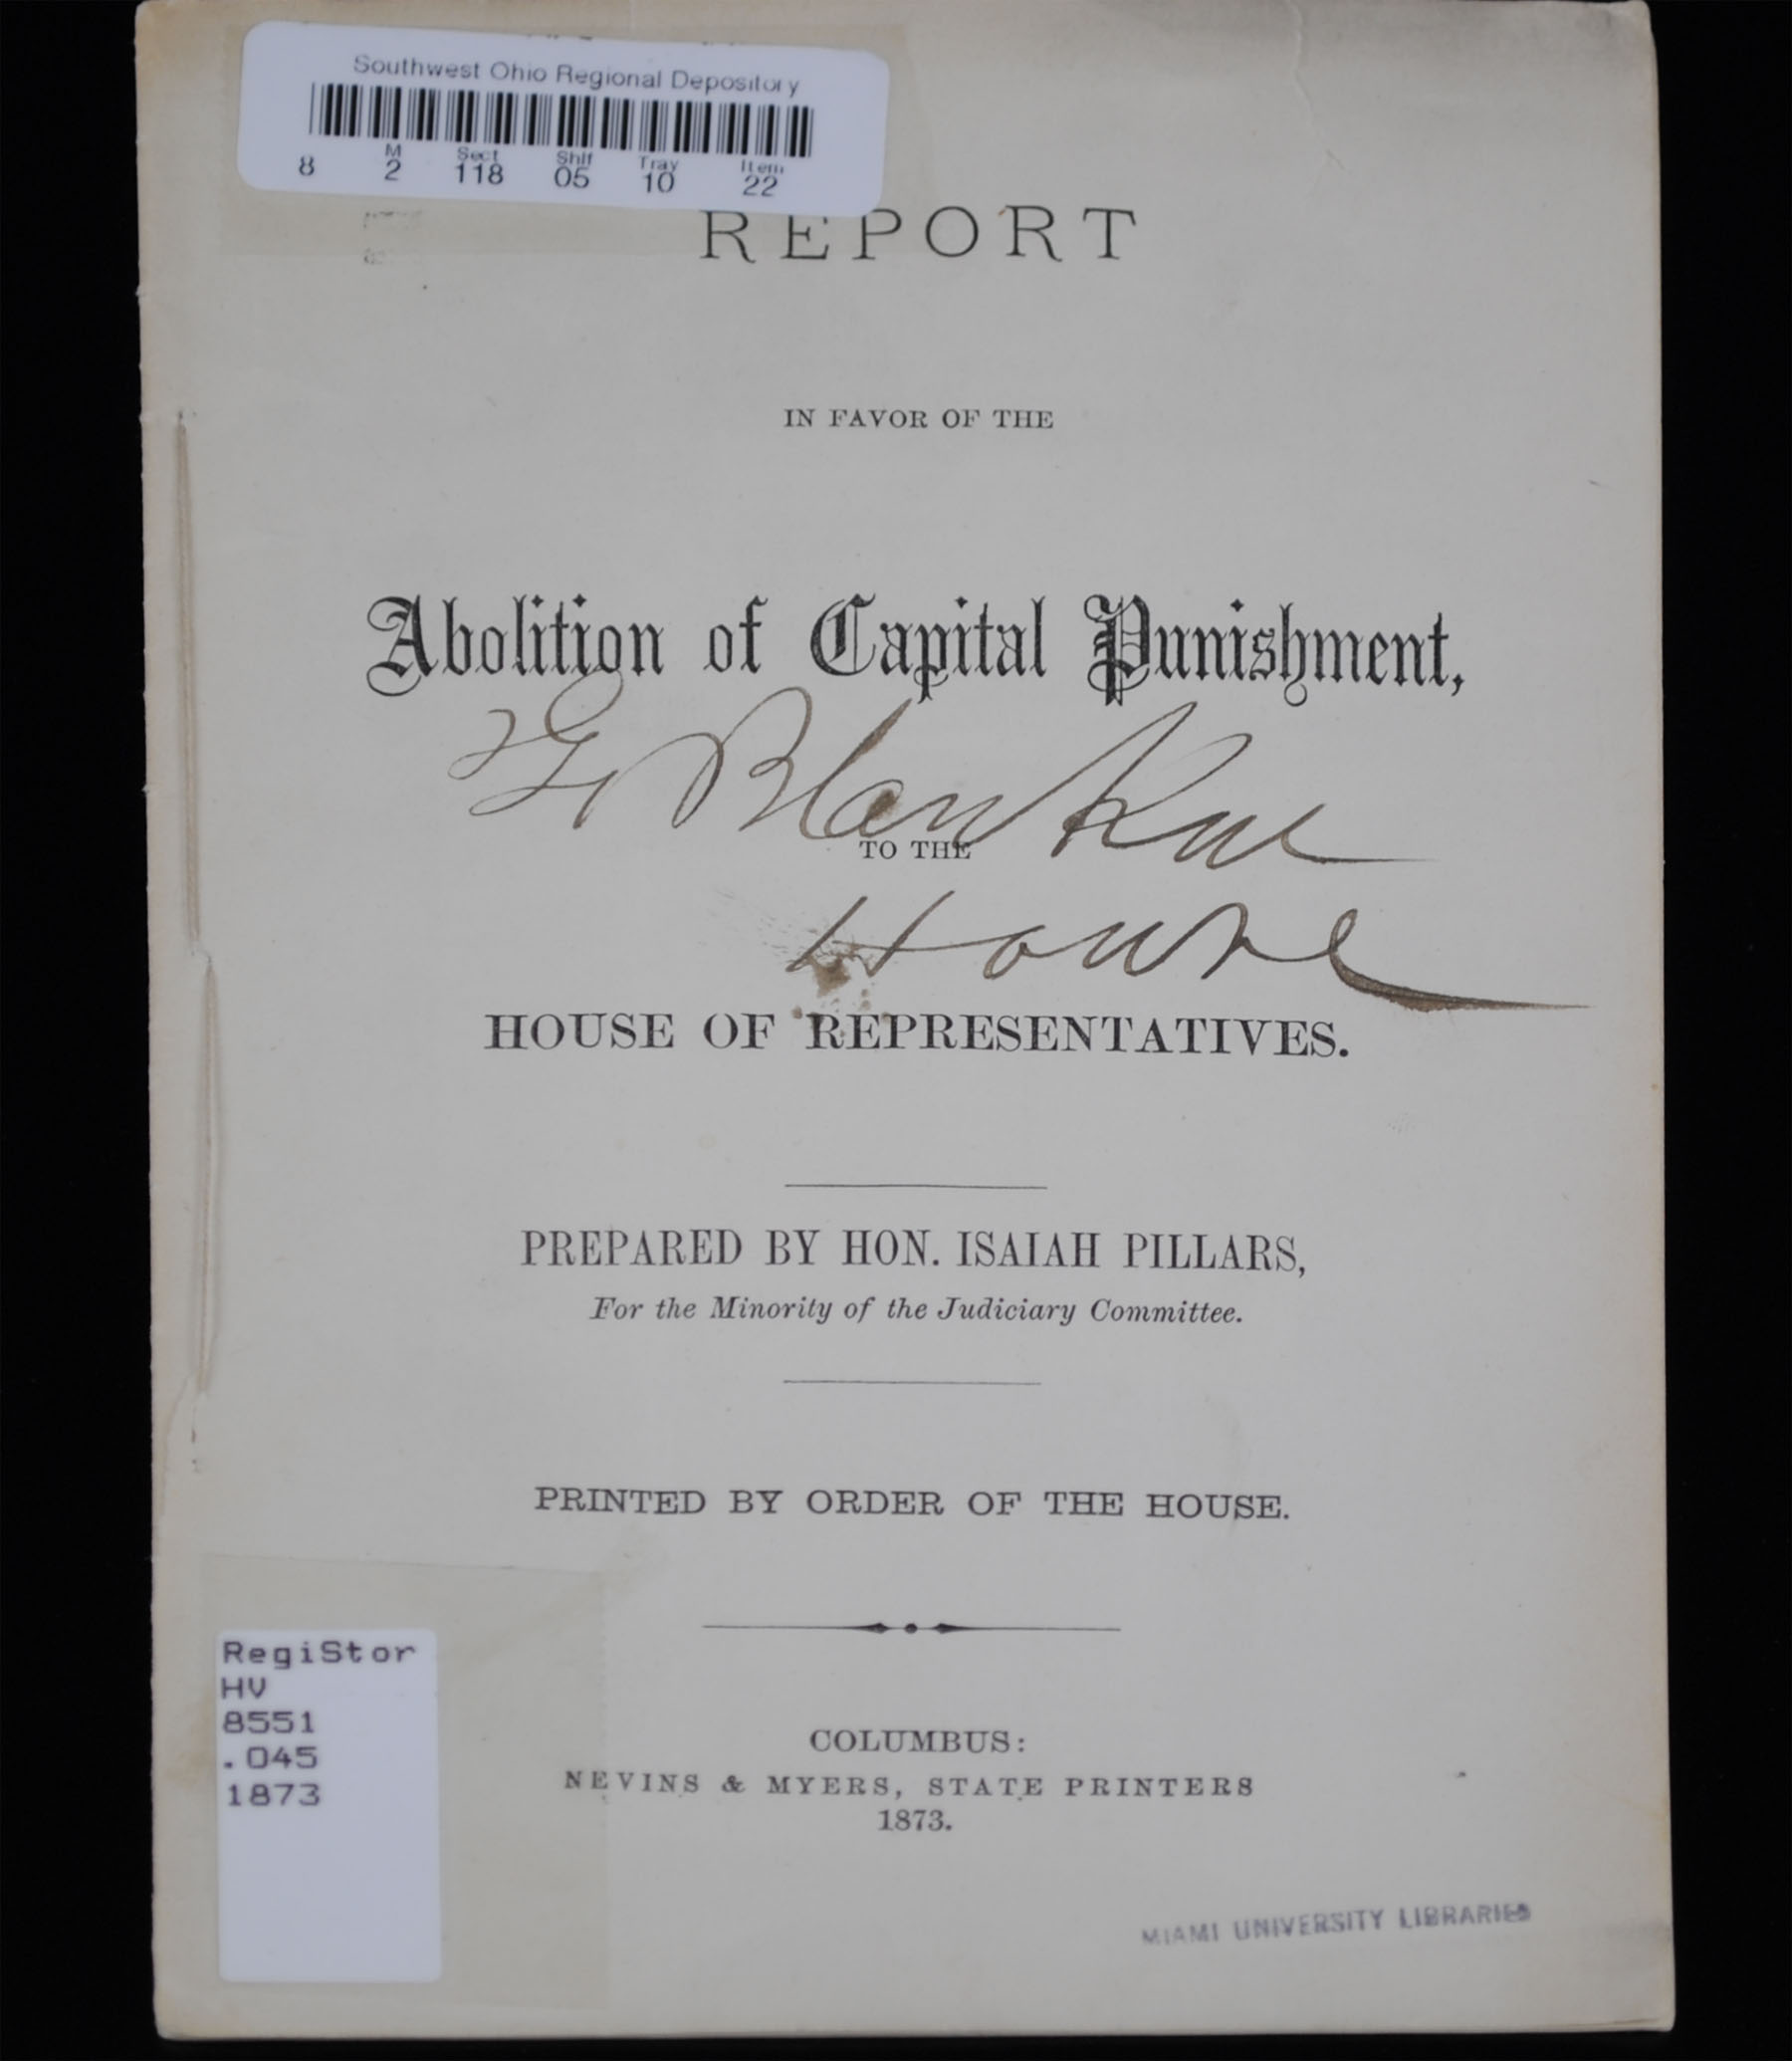 Southwest Ohio Regional Depository
M Sect Shlf Tray Item
8 2 118 05 10 22
REPORT
IN FAVOR OF THE
Abolition of Capital Punishment,
TO THE
House
HOUSE OF REPRESENTATIVES.
PREPARED BY HON. ISAIAH PILLARS,
For the Minority of the Judiciary Committee.
PRINTED BY ORDER OF THE HOUSE.
RegiStor
HV
8551
.O45
1873
COLUMBUS:
NEVINS & MYERS, STATE PRINTERS
1873.
MIAMI UNIVERSITY LIBRARIES